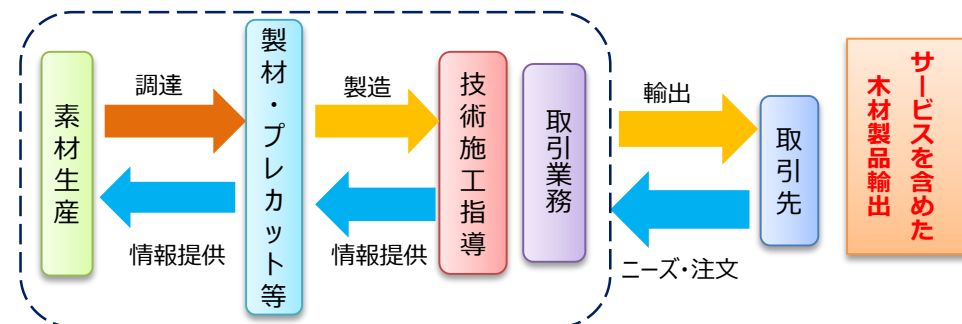 素材生産
調達
情報提供
製材・プレカット等
製造
情報提供
技術施工指導
取引業務
輸出
ニーズ・注文
取引先
サービスを含めた
木材製品輸出